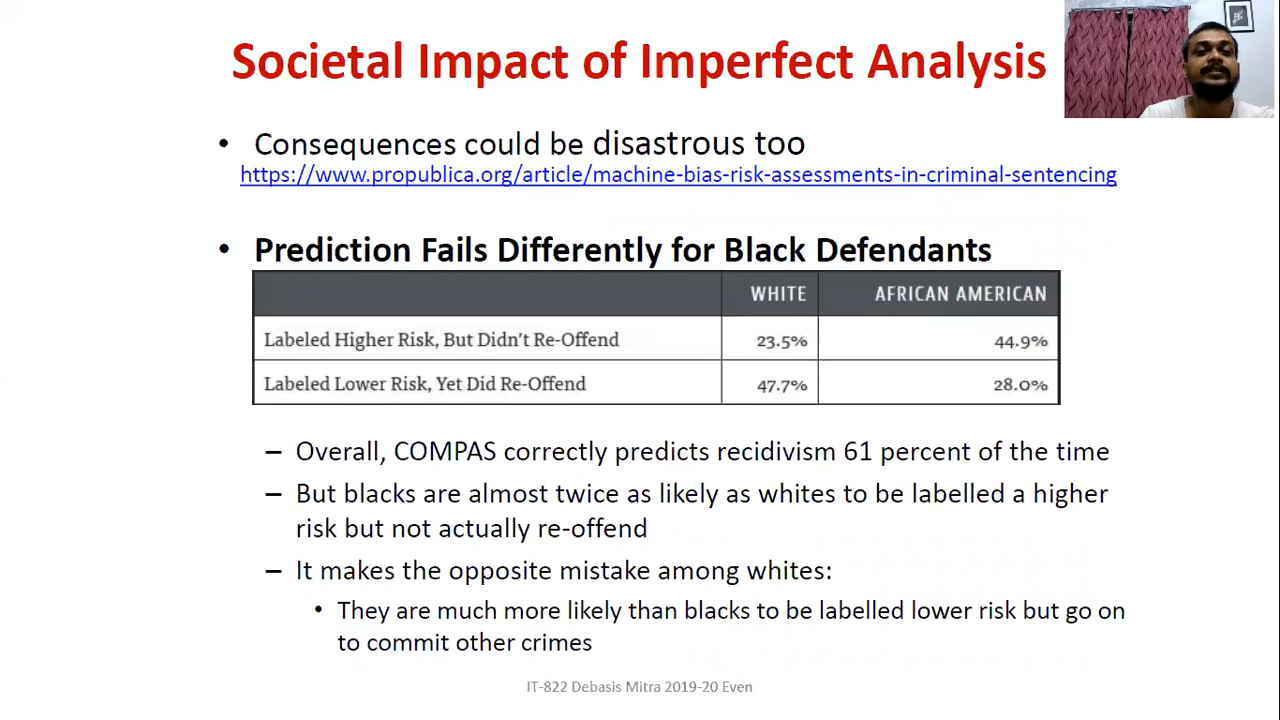 Societal Impact of Imperfect Analysis
• Consequences could be disastrous too
https://www.propublica.org/article/machine-bias-risk-assessments-in-criminal-sentencing
• Prediction Fails Differently for Black Defendants
WHITE AFRICAN AMERICAN
Labeled Higher Risk, But Didn't Re-Offend 23.5% 44.9%
Labeled Lower Risk, Yet Did Re-Offend 47.7% 28.0%
– Overall, COMPAS correctly predicts recidivism 61 percent of the time
– But blacks are almost twice as likely as whites to be labelled a higher
risk but not actually re-offend
– It makes the opposite mistake among whites:
• They are much more likely than blacks to be labelled lower risk but go on
to commit other crimes
IT-822 Debasis Mitra 2019-20 Even